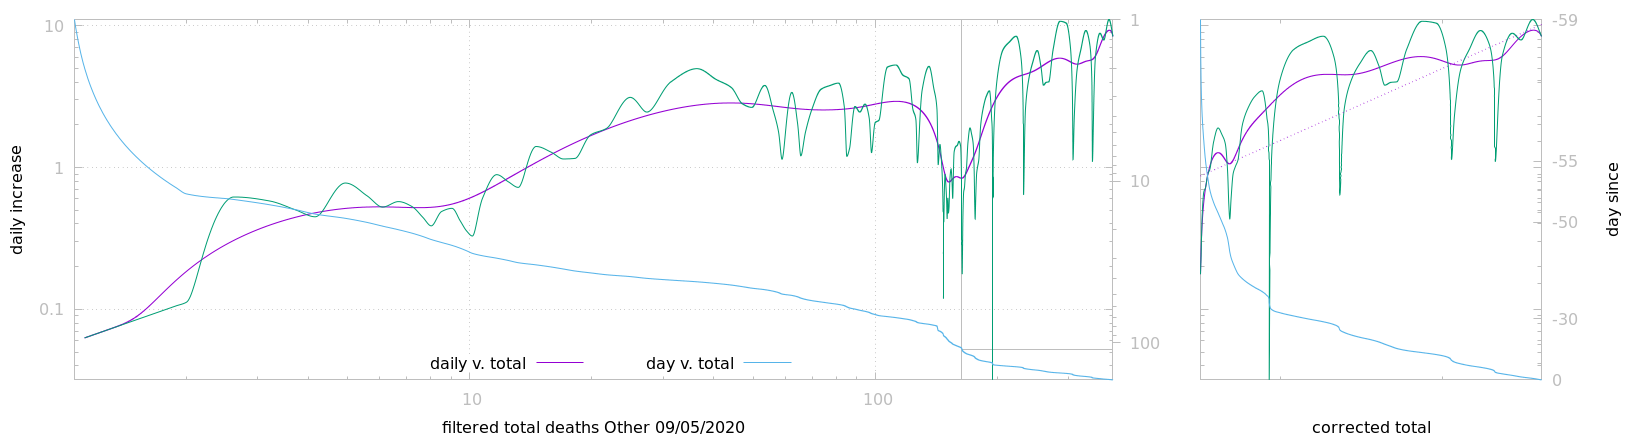 10
1
0.1
daily increase
10
100
filtered total deaths Other 09/05/2020
daily v. total
day v. total
1
10
100
-59
-55
-50
-30
0
day since
corrected total